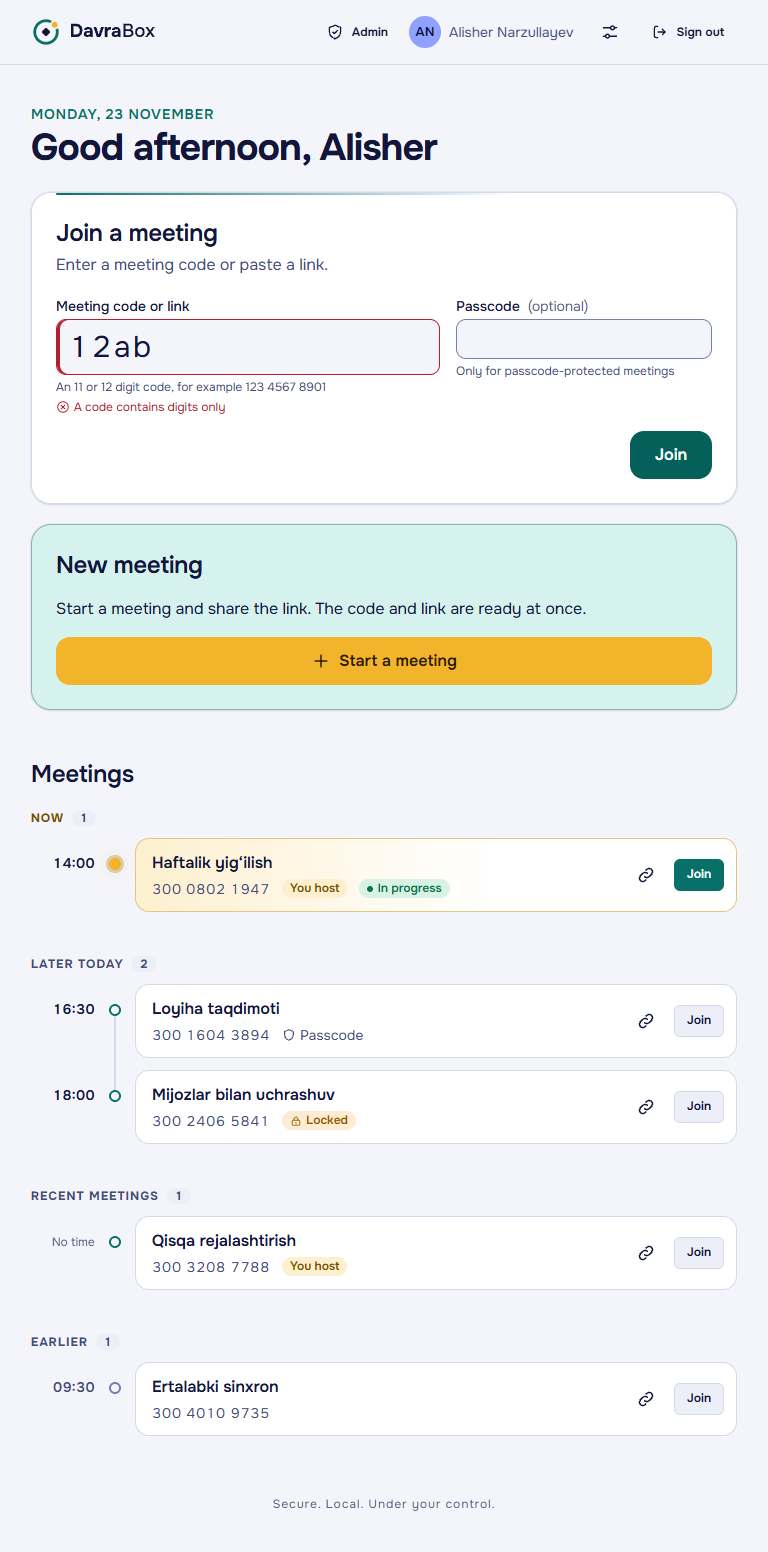 DavraBox
Admin
AN Alisher Narzullayev
Sign out
MONDAY, 23 NOVEMBER
Good afternoon, Alisher
Join a meeting
Enter a meeting code or paste a link.
Meeting code or link
Passcode (optional)
1 2ab
An 11 or 12 digit code, for example 123 4567 8901
Only for passcode-protected meetings
A code contains digits only
Join
New meeting
Start a meeting and share the link. The code and link are ready at once.
Start a meeting
Meetings
NOW 1
14:00
Haftalik yigʻilish
300 0802 1947 You host In progress
Join
LATER TODAY 2
16:30
Loyiha taqdimoti
300 1604 3894 Passcode
Join
18:00
Mijozlar bilan uchrashuv
300 2406 5841 Locked
Join
RECENT MEETINGS 1
No time
Qisqa rejalashtirish
300 3208 7788 You host
Join
EARLIER 1
09:30
Ertalabki sinxron
300 4010 9735
Join
Secure. Local. Under your control.